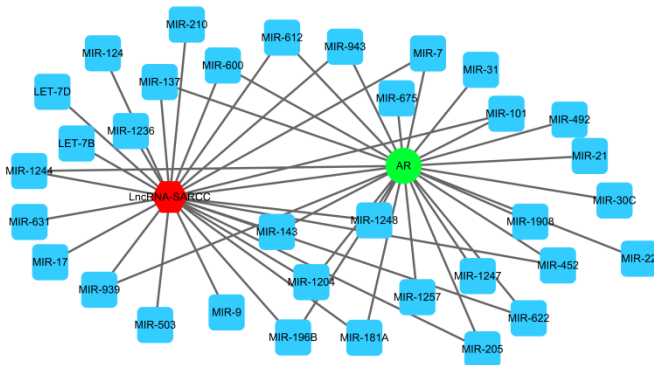 MIR-210
MIR-612
MIR-943
MIR-7
MIR-124
MIR-137
MIR-600
MIR-31
LET-7D
MIR-675
MIR-101
MIR-492
LET-7B
MIR-1236
MIR-21
MIR-1244
AR
LncRNA-SARCC
MIR-30C
MIR-631
MIR-143
MIR-1248
MIR-1908
MIR-17
MIR-452
MIR-22
MIR-939
MIR-1204
MIR-1247
MIR-1257
MIR-503
MIR-9
MIR-622
MIR-196B
MIR-181A
MIR-205